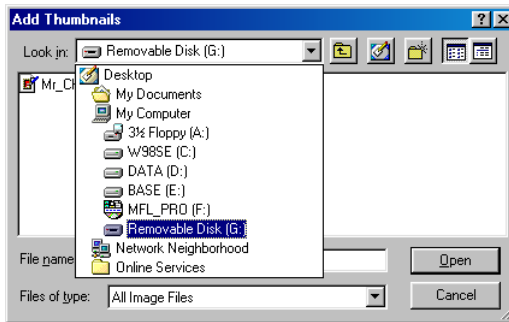 Add Thumbnails
Look in: Removable Disk (G:)
Desktop
My Documents
My Computer
3½ Floppy (A:)
W98SE (C:)
DATA (D:)
BASE (E:)
MFL_PRO (F:)
Removable Disk (G:)
Network Neighborhood
Online Services
File name
Open
Files of type: All Image Files
Cancel